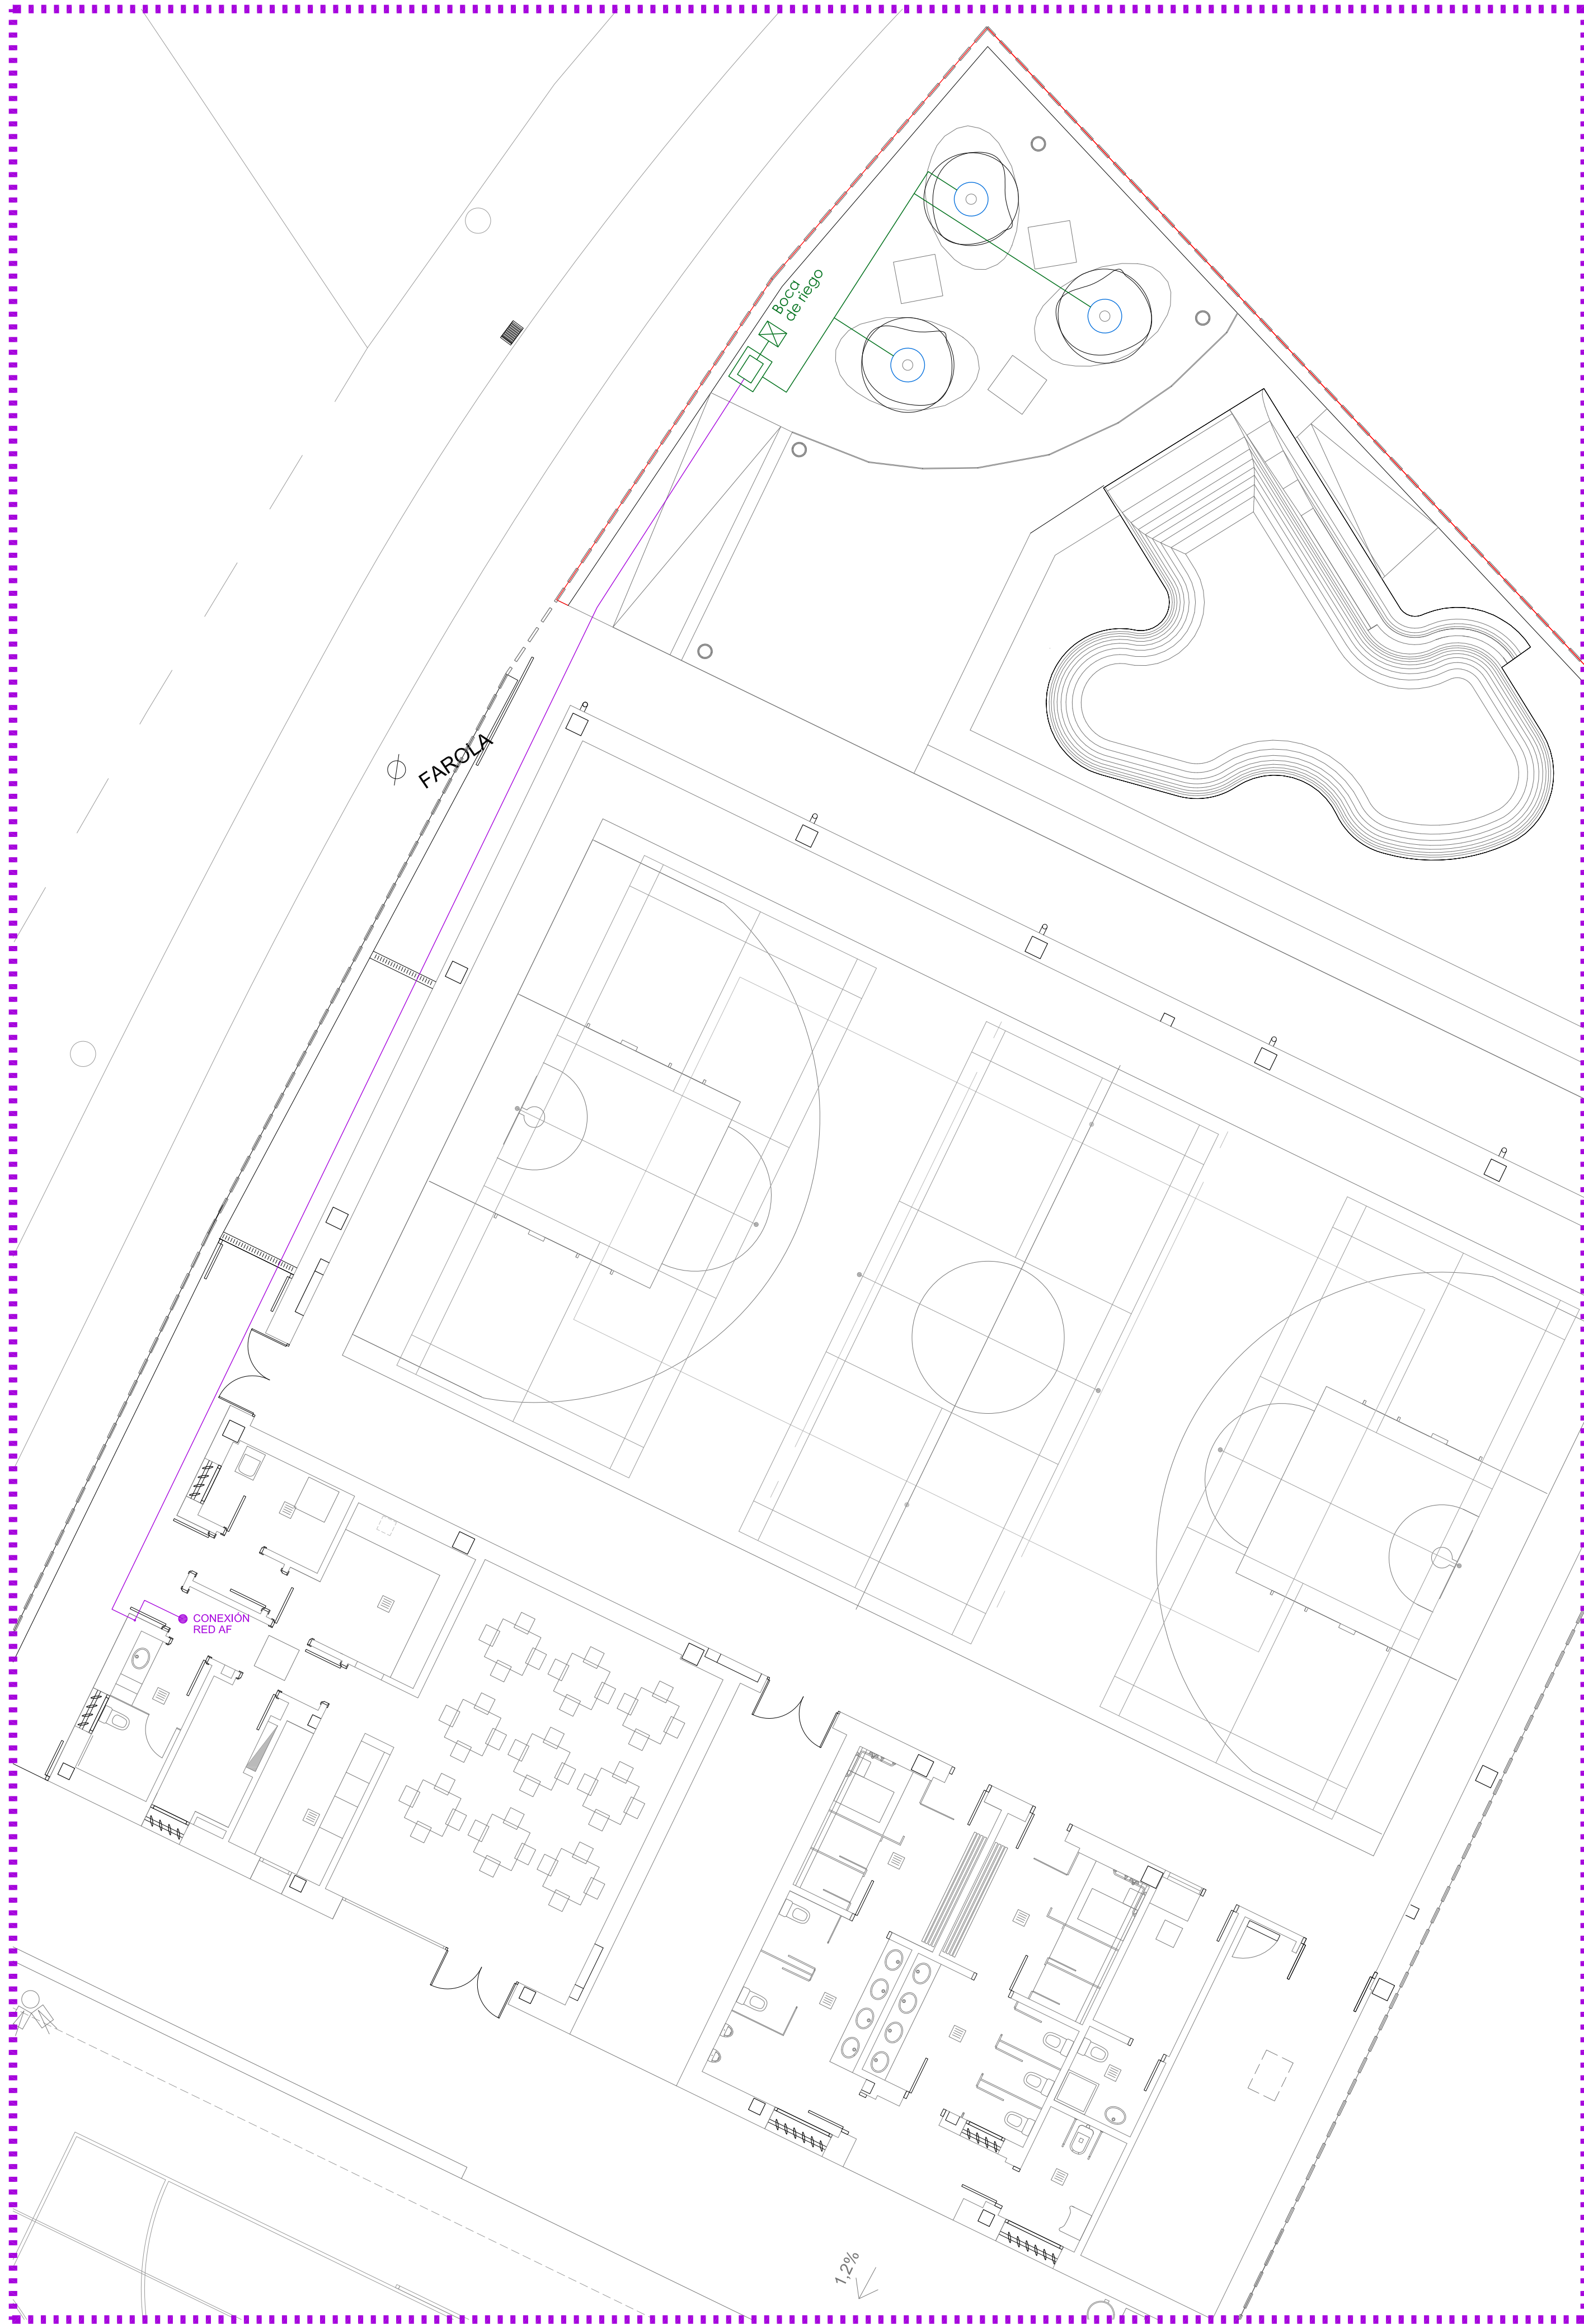 Boca
de riego
FAROLA
CONEXIÓN
RED AF
1,2%